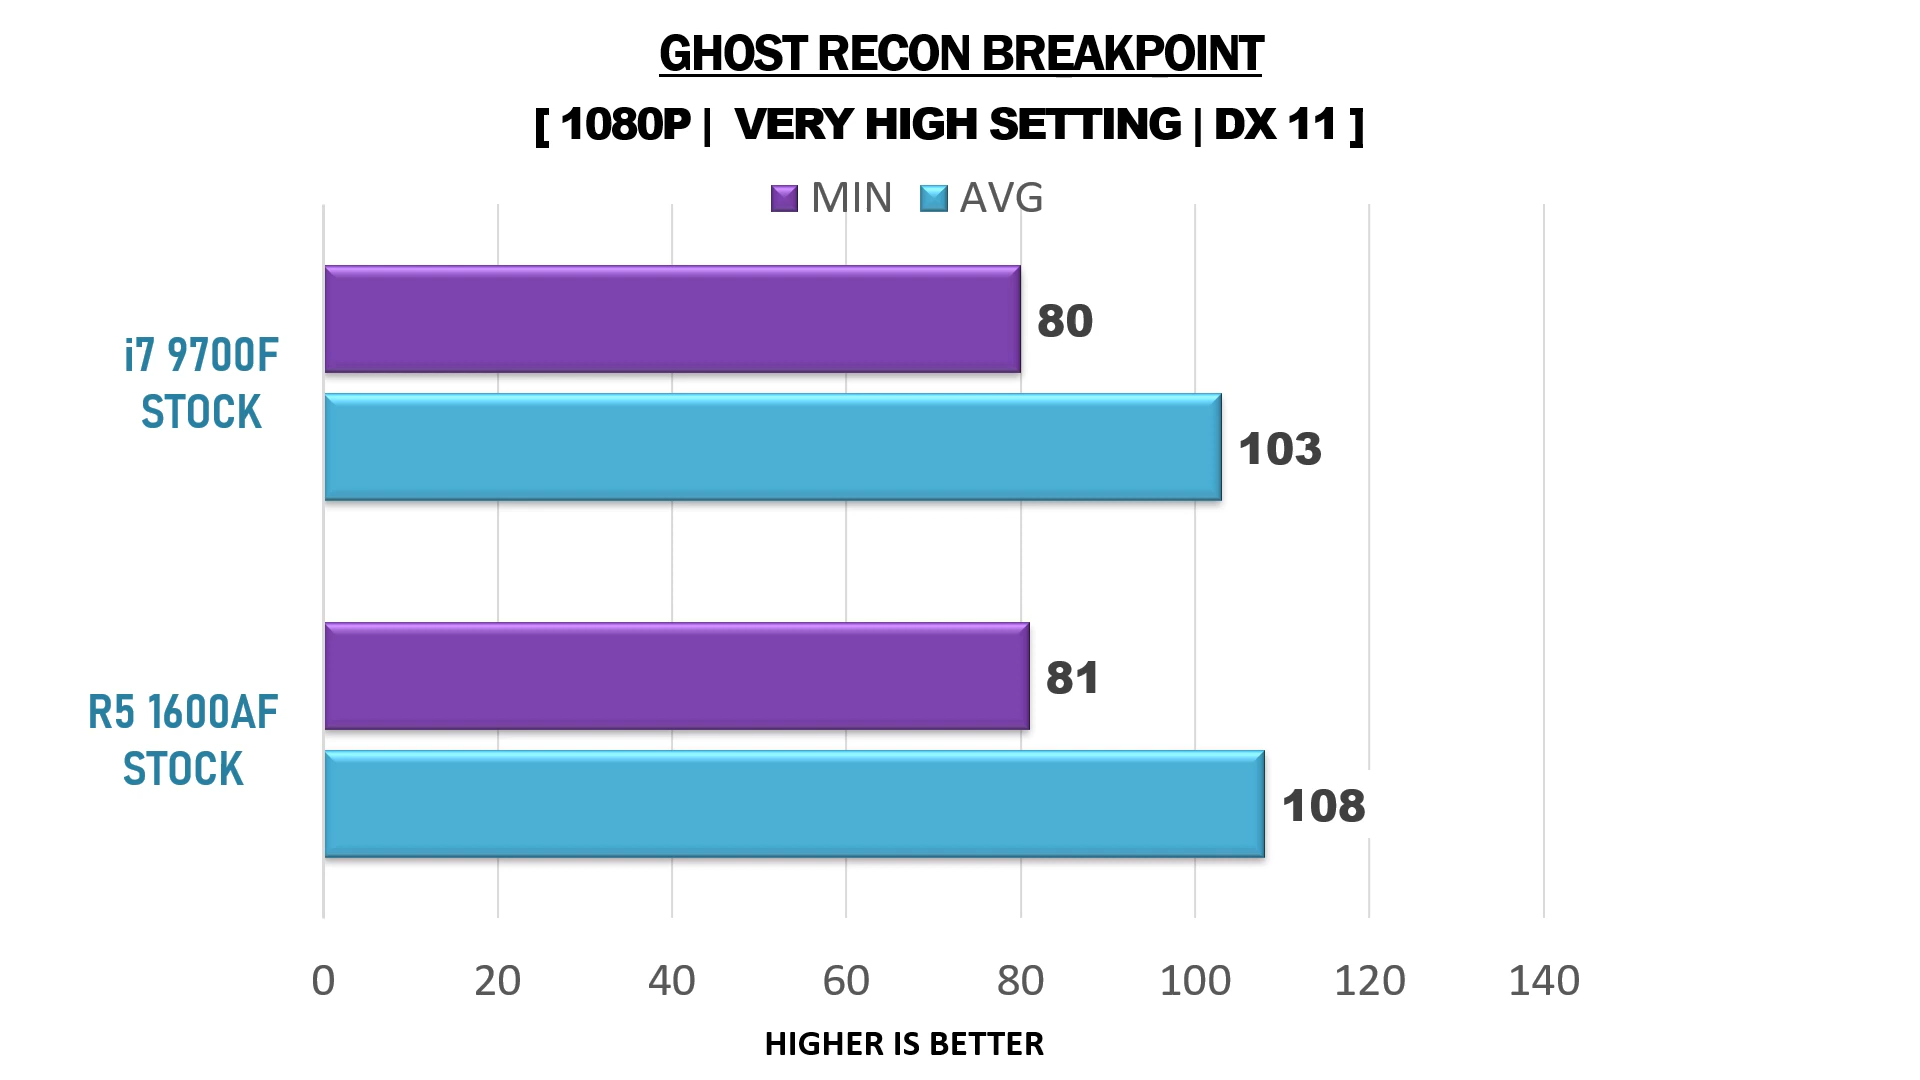 GHOST RECON BREAKPOINT
[ 1080P | VERY HIGH SETTING | DX 11 ]
MIN AVG
i7 9700F
STOCK
80
103
R5 1600AF
STOCK
81
108
0 20 40 60 80 100 120 140
HIGHER IS BETTER